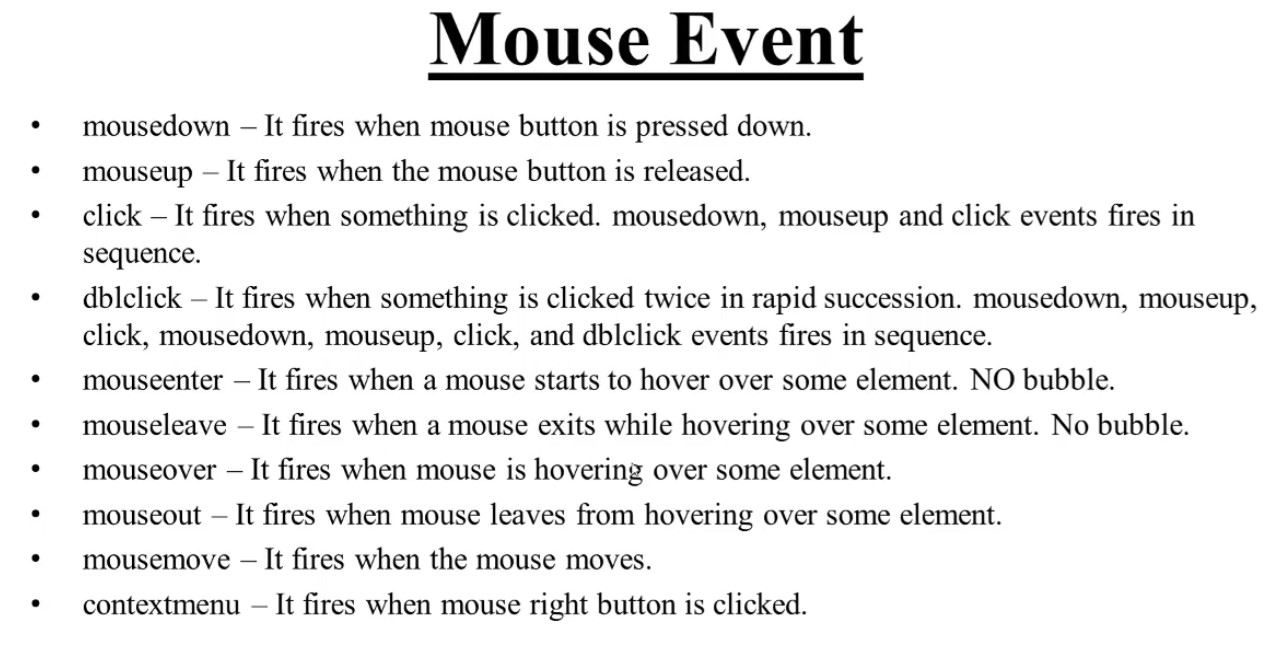 Mouse Event
• mousedown – It fires when mouse button is pressed down.
• mouseup – It fires when the mouse button is released.
• click – It fires when something is clicked. mousedown, mouseup and click events fires in
sequence.
• dblclick – It fires when something is clicked twice in rapid succession. mousedown, mouseup,
click, mousedown, mouseup, click, and dblclick events fires in sequence.
• mouseenter – It fires when a mouse starts to hover over some element. NO bubble.
• mouseleave – It fires when a mouse exits while hovering over some element. No bubble.
• mouseover – It fires when mouse is hovering over some element.
• mouseout – It fires when mouse leaves from hovering over some element.
• mousemove – It fires when the mouse moves.
• contextmenu – It fires when mouse right button is clicked.